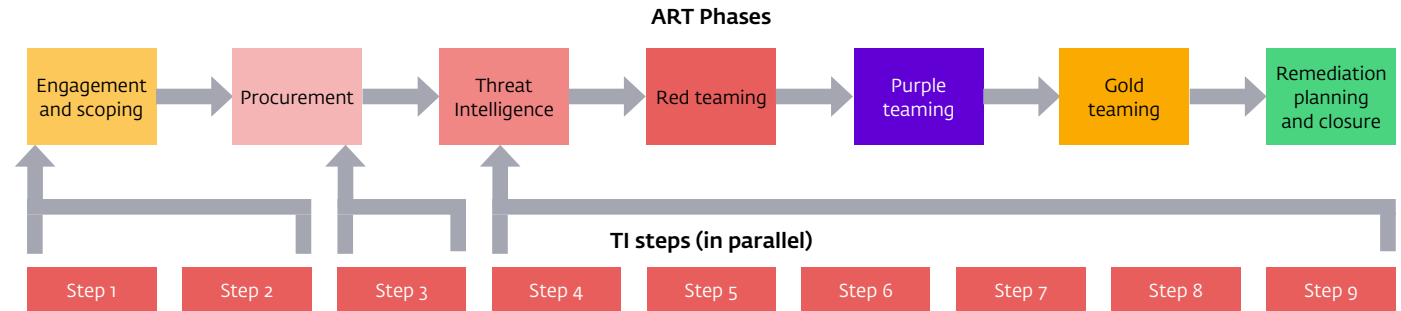 ART Phases
Engagement
and scoping
Procurement
Threat
Intelligence
Red teaming
Purple
teaming
Gold
teaming
Remediation
planning
and closure
TI steps (in parallel)
Step 1
Step 2
Step 3
Step 4
Step 5
Step 6
Step 7
Step 8
Step 9